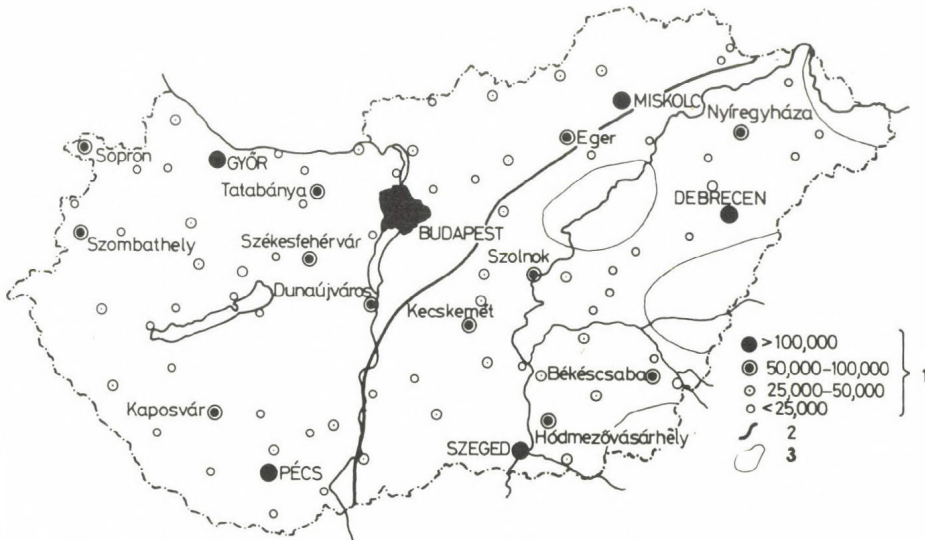 MISKOLC
Nyíregyháza
Eger
Sopron
GYŐR
Tatabánya
DEBRECEN
BUDAPEST
Szombathely
Székesfehérvár
Szolnok
Dunaújváros
Kecskemét
>100,000
50,000–100,000
25,000–50,000
<25,000
1
2
3
Békéscsaba
Kaposvár
Hódmezővásárhely
SZEGED
PÉCS